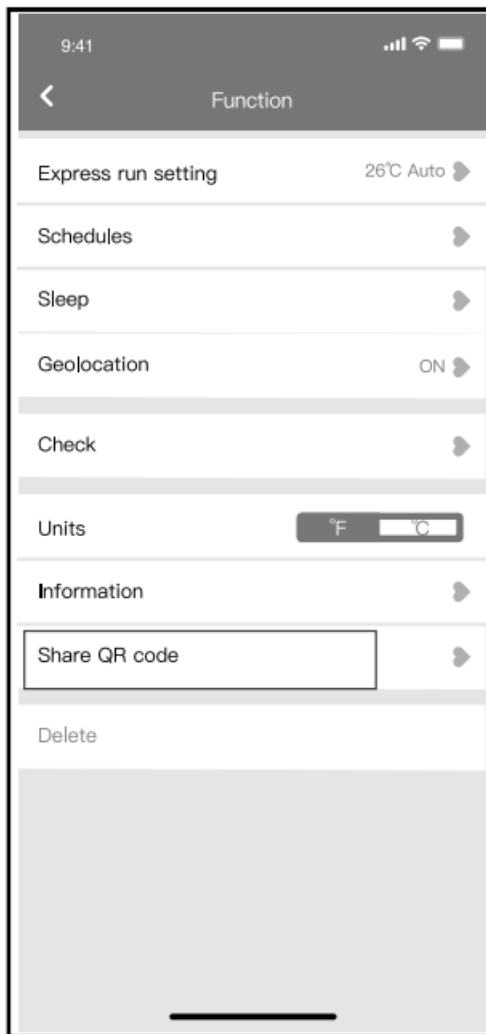 9:41
Function
Express run setting 26℃ Auto
Schedules
Sleep
Geolocation ON
Check
Units °F ℃
Information
Share QR code
Delete